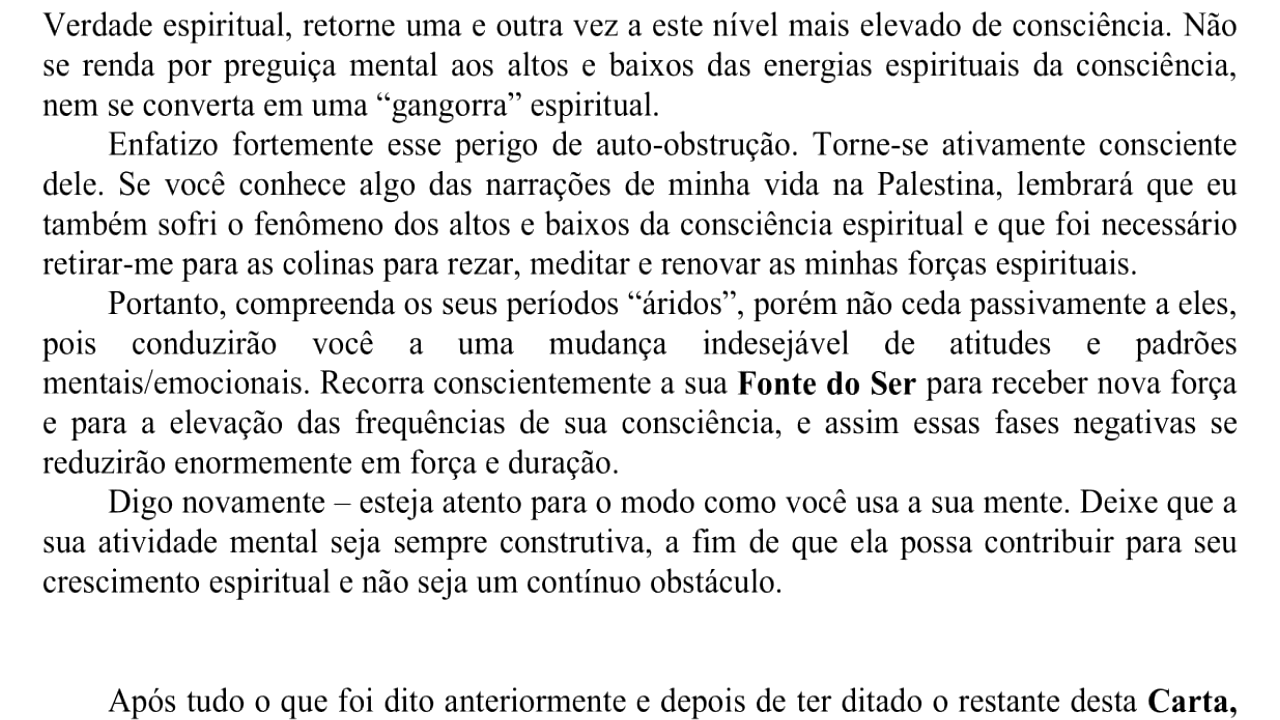 Verdade espiritual, retorne uma e outra vez a este nível mais elevado de consciência. Não
se renda por preguiça mental aos altos e baixos das energias espirituais da consciência,
nem se converta em uma “gangorra” espiritual.
Enfatizo fortemente esse perigo de auto-obstrução. Torne-se ativamente consciente
dele. Se você conhece algo das narrações de minha vida na Palestina, lembrará que eu
também sofri o fenômeno dos altos e baixos da consciência espiritual e que foi necessário
retirar-me para as colinas para rezar, meditar e renovar as minhas forças espirituais.
Portanto, compreenda os seus períodos “áridos”, porém não ceda passivamente a eles,
pois conduzirão você a uma mudança indesejável de atitudes e padrões
mentais/emocionais. Recorra conscientemente a sua Fonte do Ser para receber nova força
e para a elevação das frequências de sua consciência, e assim essas fases negativas se
reduzirão enormemente em força e duração.
Digo novamente – esteja atento para o modo como você usa a sua mente. Deixe que a
sua atividade mental seja sempre construtiva, a fim de que ela possa contribuir para seu
crescimento espiritual e não seja um contínuo obstáculo.
Após tudo o que foi dito anteriormente e depois de ter ditado o restante desta Carta,